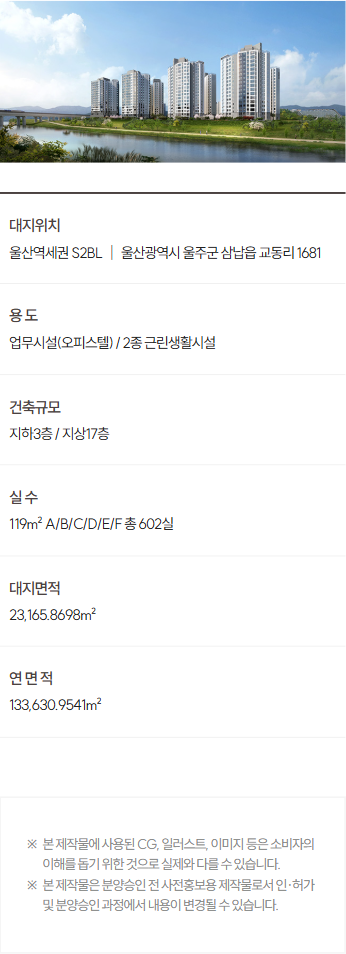 대지위치
울산역세권 S2BL | 울산광역시 울주군 삼남읍 교동리 1681
용 도
업무시설(오피스텔) / 2종 근린생활시설
건축규모
지하3층 / 지상17층
실 수
119m² A/B/C/D/E/F 총 602실
대지면적
23,165.8698m²
연 면 적
133,630.9541m²
※ 본 제작물에 사용된 CG, 일러스트, 이미지 등은 소비자의
이해를 돕기 위한 것으로 실제와 다를 수 있습니다.
※ 본 제작물은 분양승인 전 사전홍보용 제작물로서 인·허가
및 분양승인 과정에서 내용이 변경될 수 있습니다.